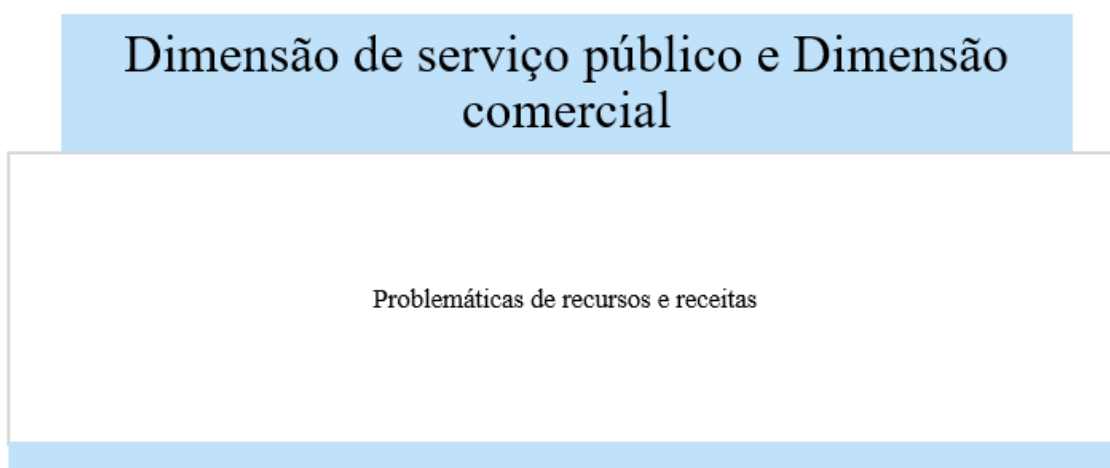 Dimensão de serviço público e Dimensão
comercial
Problemáticas de recursos e receitas